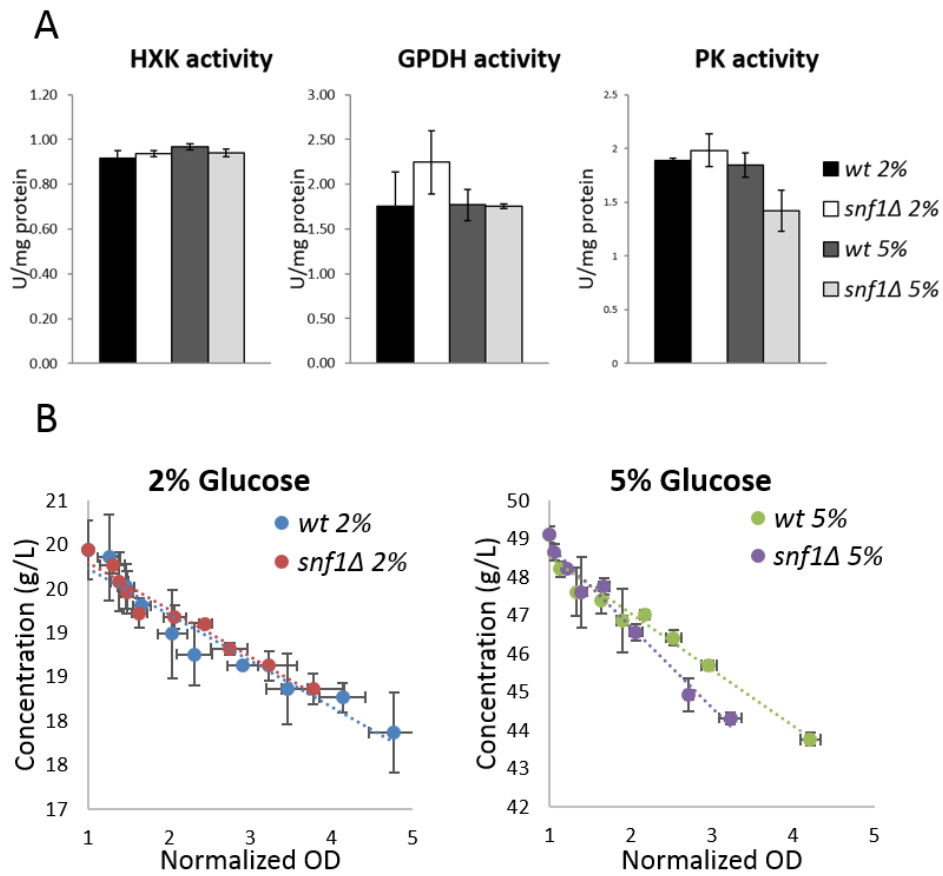 A
HXK activity
GPDH activity
PK activity
U/mg protein
1.20
1.00
0.80
0.60
0.40
0.20
0.00
U/mg protein
3.00
2.50
2.00
1.50
1.00
0.50
0.00
U/mg protein
2.5
2
1.5
1
0.5
0
wt 2%
snf1Δ 2%
wt 5%
snf1Δ 5%
B
2% Glucose
wt 2%
snf1Δ 2%
Concentration (g/L)
21
20
20
19
19
18
18
17
1 2 3 4 5
Normalized OD
5% Glucose
wt 5%
snf1Δ 5%
Concentration (g/L)
50
49
48
47
46
45
44
43
42
1 2 3 4 5
Normalized OD